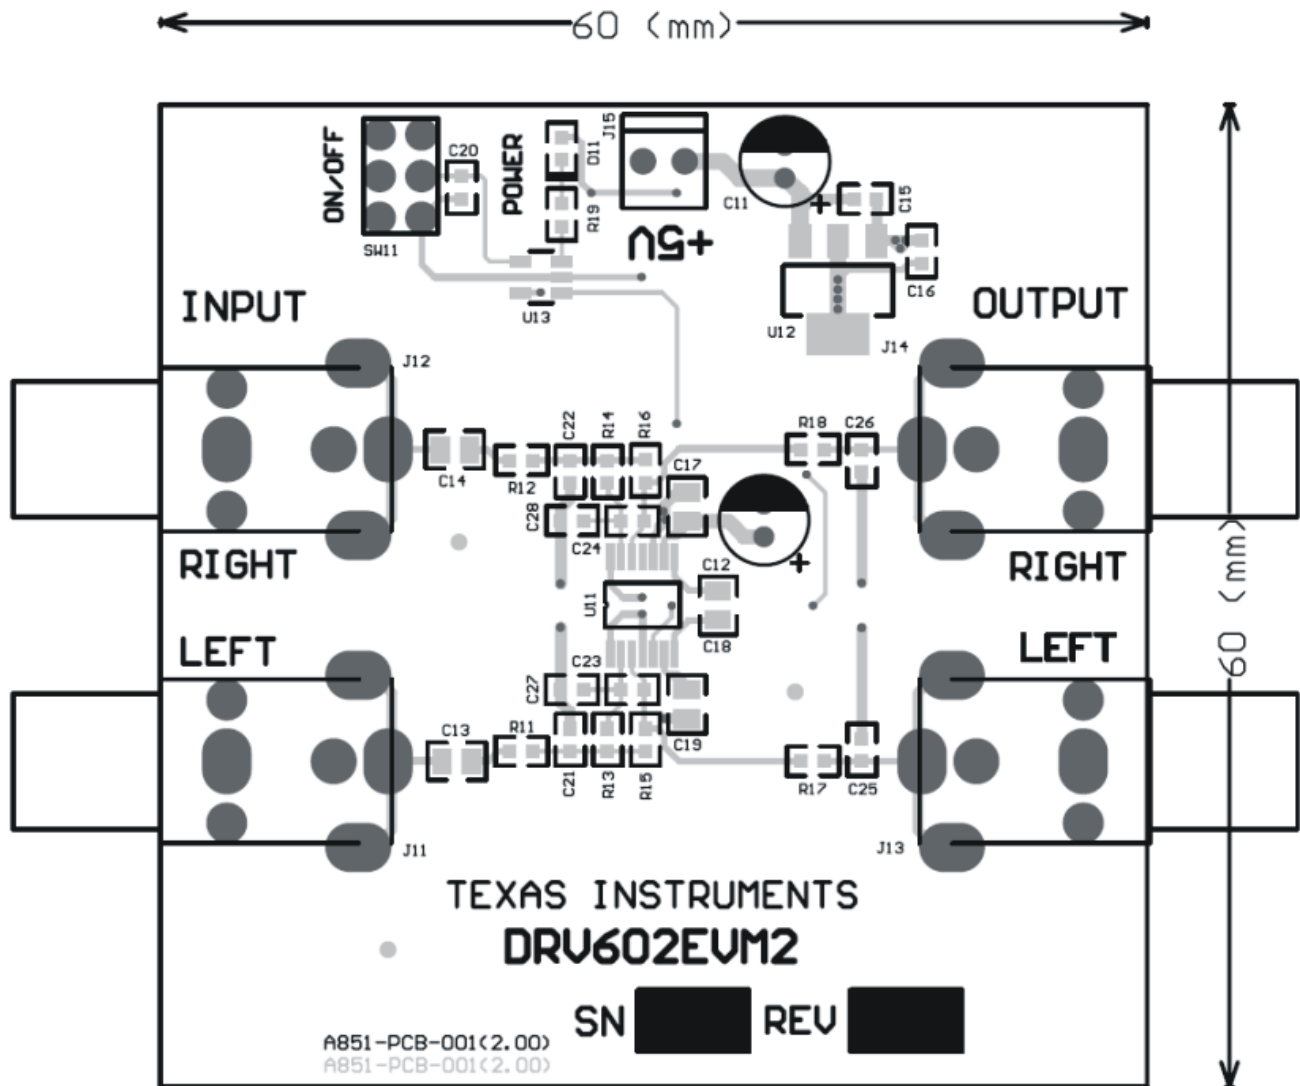 60 (mm)
ON/OFF
SW11
C20
POWER
D11
R19
J15
+5V
C11
C15
C16
U12
U13
INPUT
OUTPUT
J12
J14
C14
R12
C22
R14
R16
C17
R18
C26
C28
C24
RIGHT
RIGHT
60 (mm)
U11
C12
C18
LEFT
LEFT
C23
C27
C13
R11
C21
R13
R15
C19
R17
C25
J11
J13
TEXAS INSTRUMENTS
DRV602EVM2
SN
REV
A851-PCB-001(2.00)
A851-PCB-001(2.00)